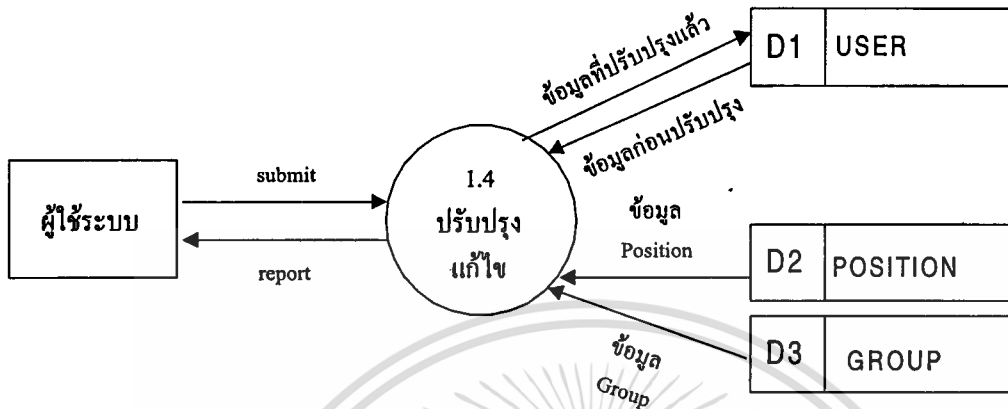 ผู้ใช้ระบบ
submit
report
1.4
ปรับปรุง
แก้ไข
ข้อมูลที่ปรับปรุงแล้ว
ข้อมูลก่อนปรับปรุง
ข้อมูล
Position
ข้อมูล
Group
D1 USER
D2 POSITION
D3 GROUP